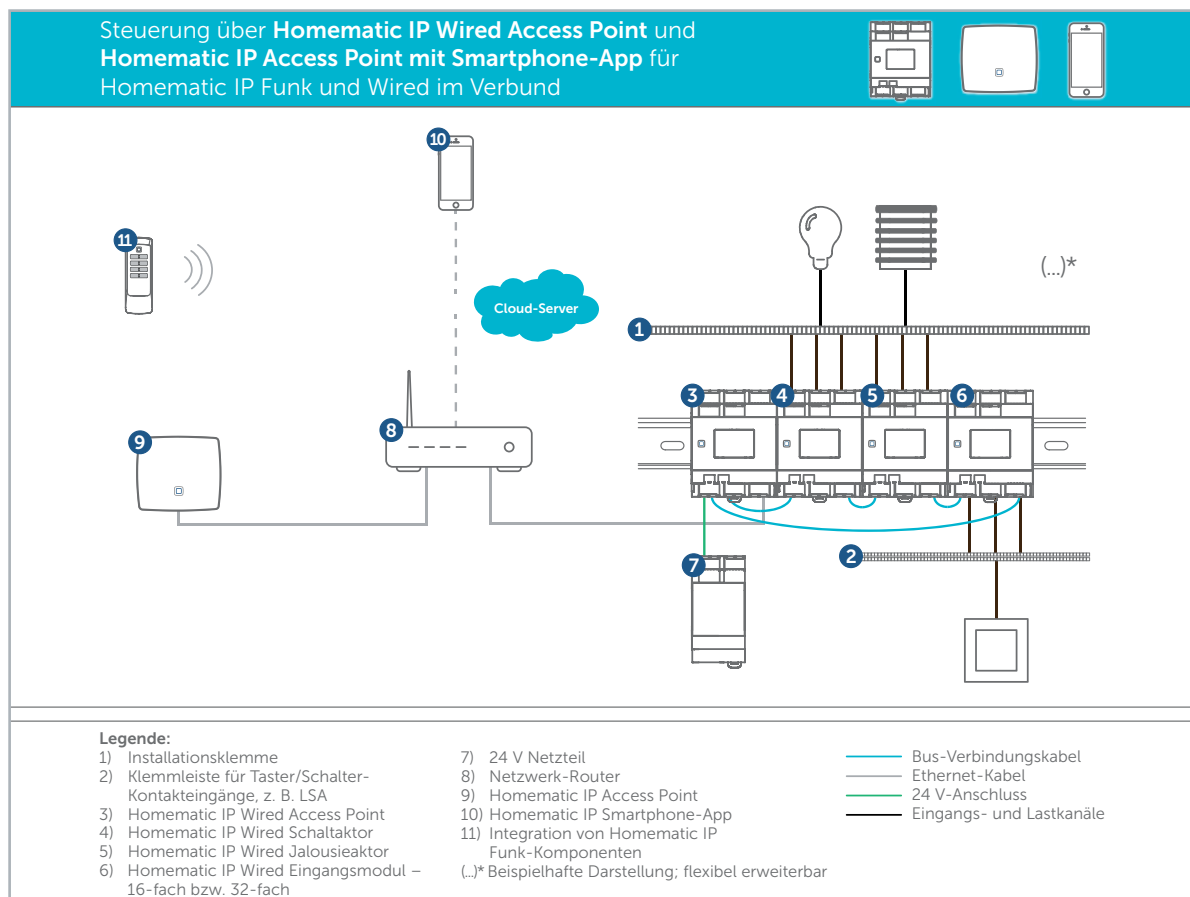 Steuerung über Homematic IP Wired Access Point und
Homematic IP Access Point mit Smartphone-App für
Homematic IP Funk und Wired im Verbund
10
11
(...)*
Cloud-Server
1
3
4
5
6
8
9
2
7
Legende:
1) Installationsklemme
2) Klemmleiste für Taster/Schalter-
Kontakteingänge, z. B. LSA
3) Homematic IP Wired Access Point
4) Homematic IP Wired Schaltaktor
5) Homematic IP Wired Jalousieaktor
6) Homematic IP Wired Eingangsmodul –
16-fach bzw. 32-fach
7) 24 V Netzteil
8) Netzwerk-Router
9) Homematic IP Access Point
10) Homematic IP Smartphone-App
11) Integration von Homematic IP
Funk-Komponenten
(...)* Beispielhafte Darstellung; flexibel erweiterbar
Bus-Verbindungskabel
Ethernet-Kabel
24 V-Anschluss
Eingangs- und Lastkanäle